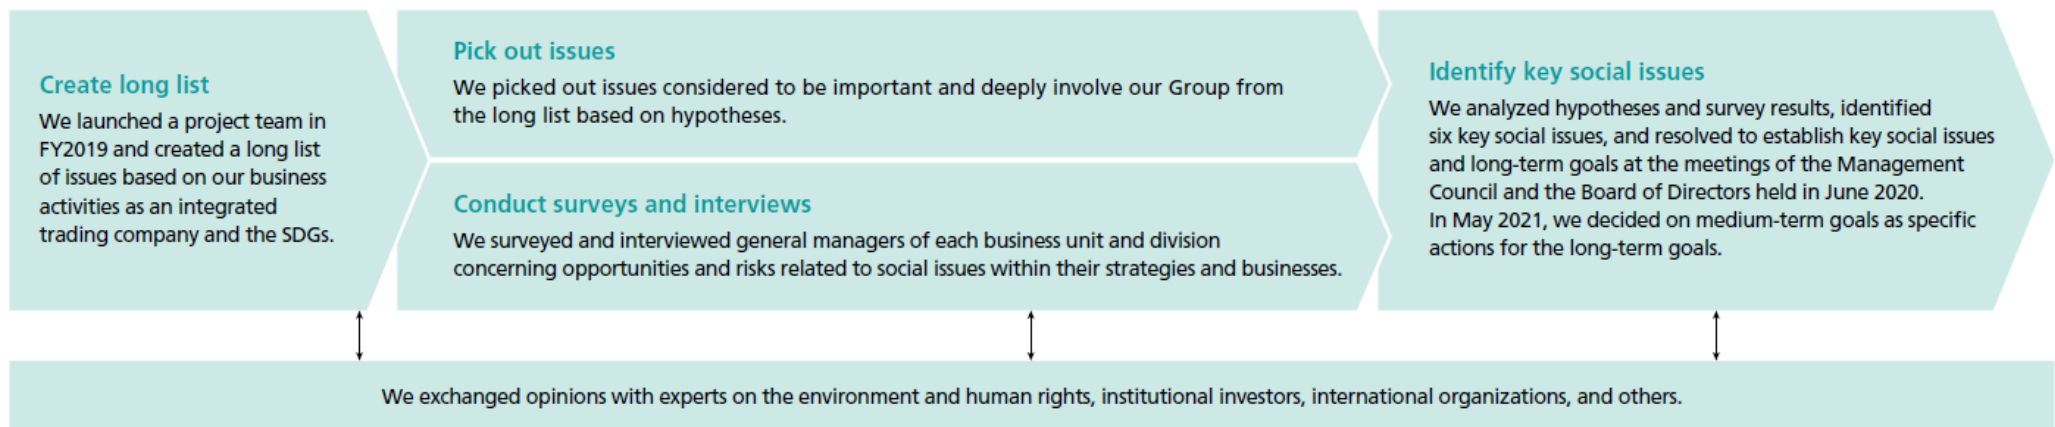 Create long list
We launched a project team in
FY2019 and created a long list
of issues based on our business
activities as an integrated
trading company and the SDGs.
Pick out issues
We picked out issues considered to be important and deeply involve our Group from
the long list based on hypotheses.
Conduct surveys and interviews
We surveyed and interviewed general managers of each business unit and division
concerning opportunities and risks related to social issues within their strategies and businesses.
Identify key social issues
We analyzed hypotheses and survey results, identified
six key social issues, and resolved to establish key social issues
and long-term goals at the meetings of the Management
Council and the Board of Directors held in June 2020.
In May 2021, we decided on medium-term goals as specific
actions for the long-term goals.
We exchanged opinions with experts on the environment and human rights, institutional investors, international organizations, and others.